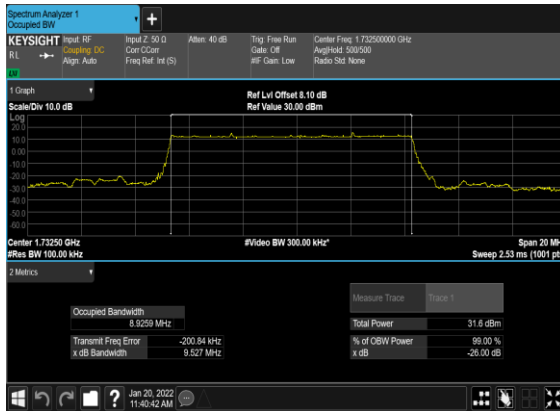 Spectrum Analyzer 1
Occupied BW
+
KEYSIGHT Input: RF Input Z: 50 Ω Atten: 40 dB Trig: Free Run Center Freq: 1.732500000 GHz
RL Coupling: DC Corr CCorr Gate: Off Avg|Hold: 500/500
Align: Auto Freq Ref: Int (S) #IF Gain: Low Radio Std: None
LXI
1 Graph
Ref Lvl Offset 8.10 dB
Scale/Div 10.0 dB Ref Value 30.00 dBm
Log
20.0
10.0
0.00
-10.0
-20.0
-30.0
-40.0
-50.0
-60.0
Center 1.73250 GHz #Video BW 300.00 kHz* Span 20 MH
#Res BW 100.00 kHz Sweep 2.53 ms (1001 pt
2 Metrics
Measure Trace Trace 1
Occupied Bandwidth
8.9259 MHz Total Power 31.6 dBm
Transmit Freq Error -200.84 kHz % of OBW Power 99.00 %
x dB Bandwidth 9.527 MHz x dB -26.00 dB
? Jan 20, 2022
11:40:42 AM